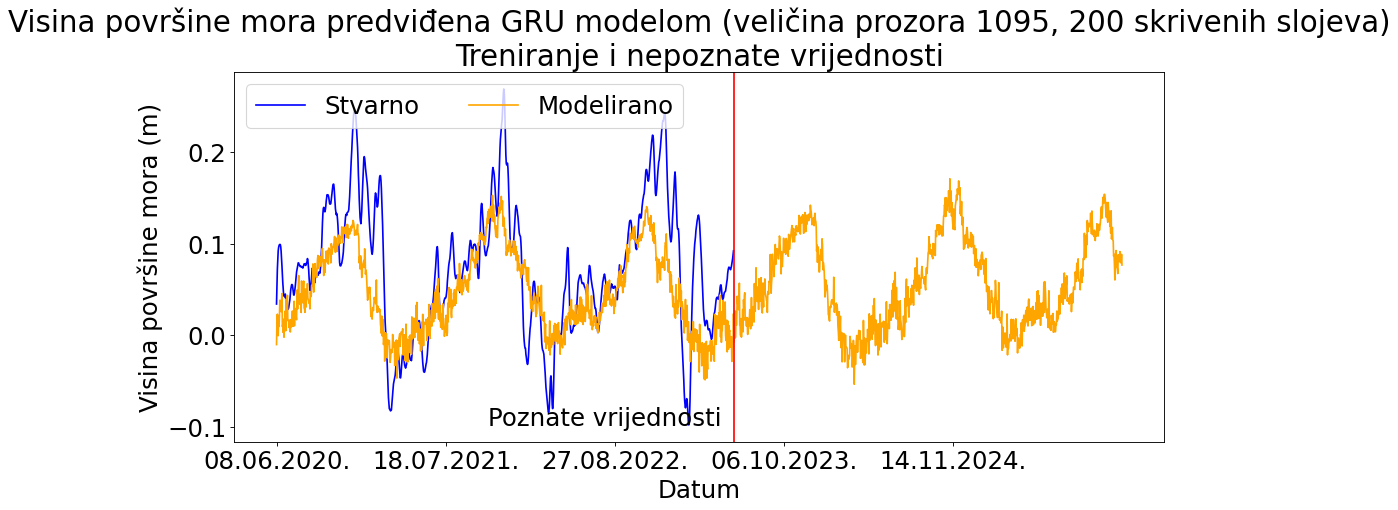 Visina površine mora predviđena GRU modelom (veličina prozora 1095, 200 skrivenih slojeva)
Treniranje i nepoznate vrijednosti
Stvarno Modelirano
Visina površine mora (m)
0.2
0.1
0.0
−0.1
Poznate vrijednosti
08.06.2020. 18.07.2021. 27.08.2022. 06.10.2023. 14.11.2024.
Datum